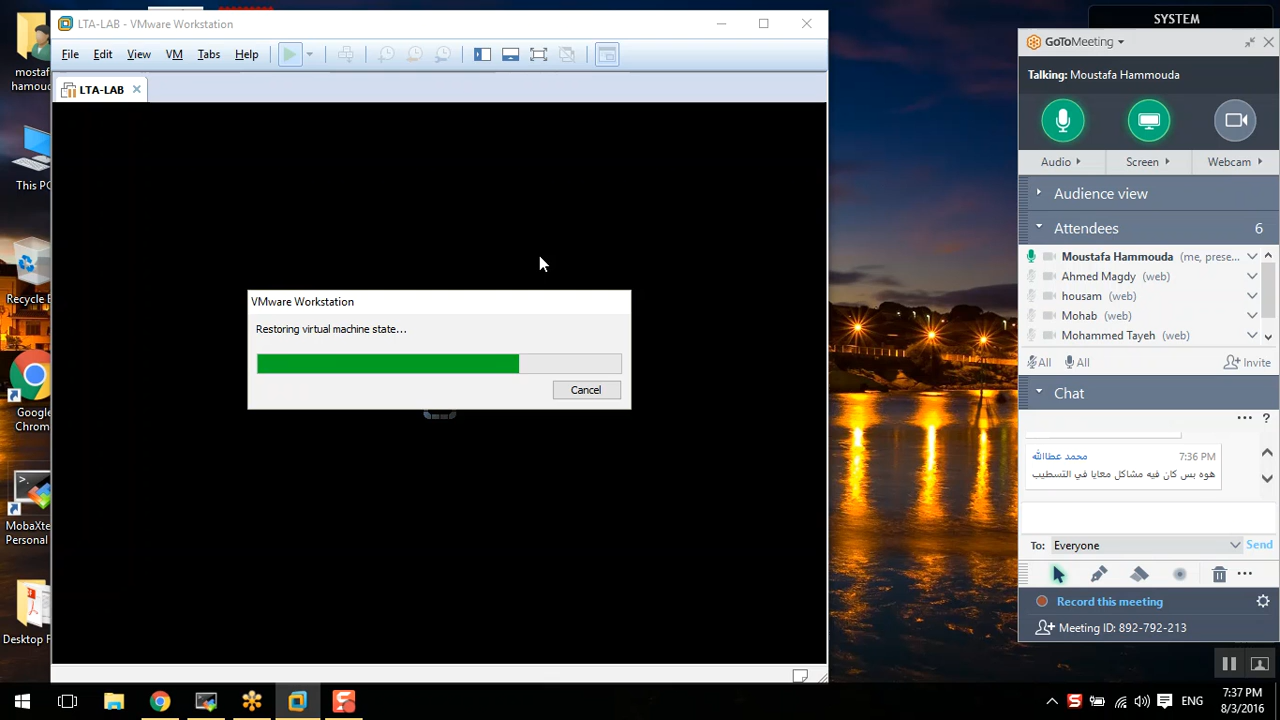 mostafa
hamoud
This PC
Recycle B
Google
Chrom
MobaXte
Personal
Desktop F
LTA-LAB - VMware Workstation
File Edit View VM Tabs Help
LTA-LAB
VMware Workstation
Restoring virtual machine state...
Cancel
SYSTEM
GoToMeeting
Talking: Moustafa Hammouda
Audio Screen Webcam
Audience view
Attendees 6
Moustafa Hammouda (me, prese...
Ahmed Magdy (web)
housam (web)
Mohab (web)
Mohammed Tayeh (web)
All All Invite
Chat
... ?
محمد عطاالله 7:36 PM
هوه بس كان فيه مشاكل معايا في التسطيب
To: Everyone Send
Record this meeting
Meeting ID: 892-792-213
ENG
7:37 PM
8/3/2016